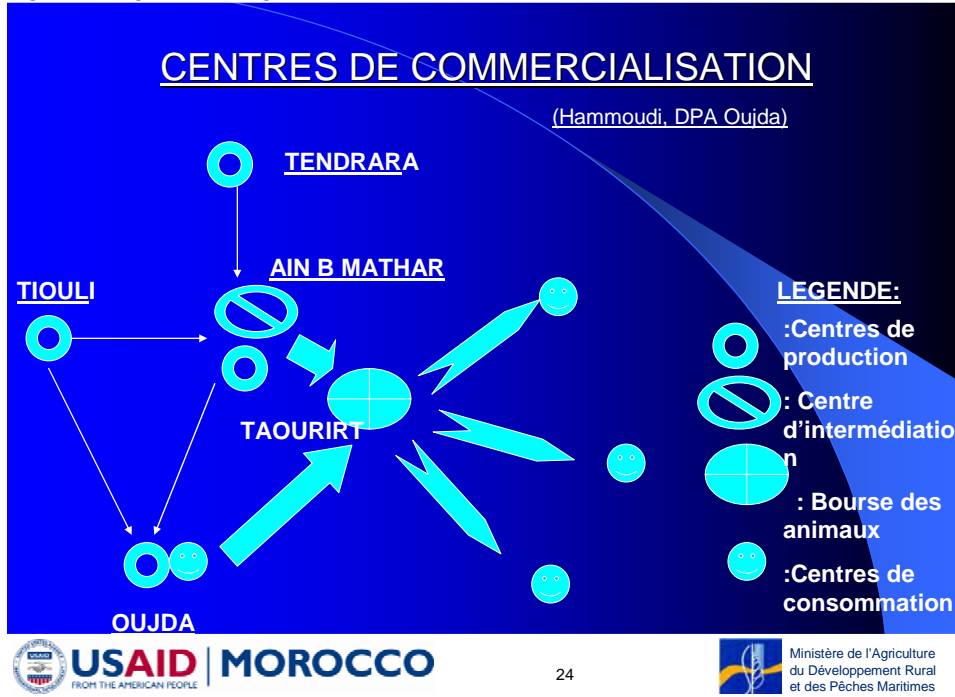 CENTRES DE COMMERCIALISATION
(Hammoudi, DPA Oujda)
TENDRARA
AIN B MATHAR
TIOULI
TAOURIRT
OUJDA
LEGENDE:
:Centres de
production
: Centre
d'intermédiatio
n
: Bourse des
animaux
:Centres de
consommation
USAID | MOROCCO
FROM THE AMERICAN PEOPLE
24
Ministère de l'Agriculture
du Développement Rural
et des Pêches Maritimes